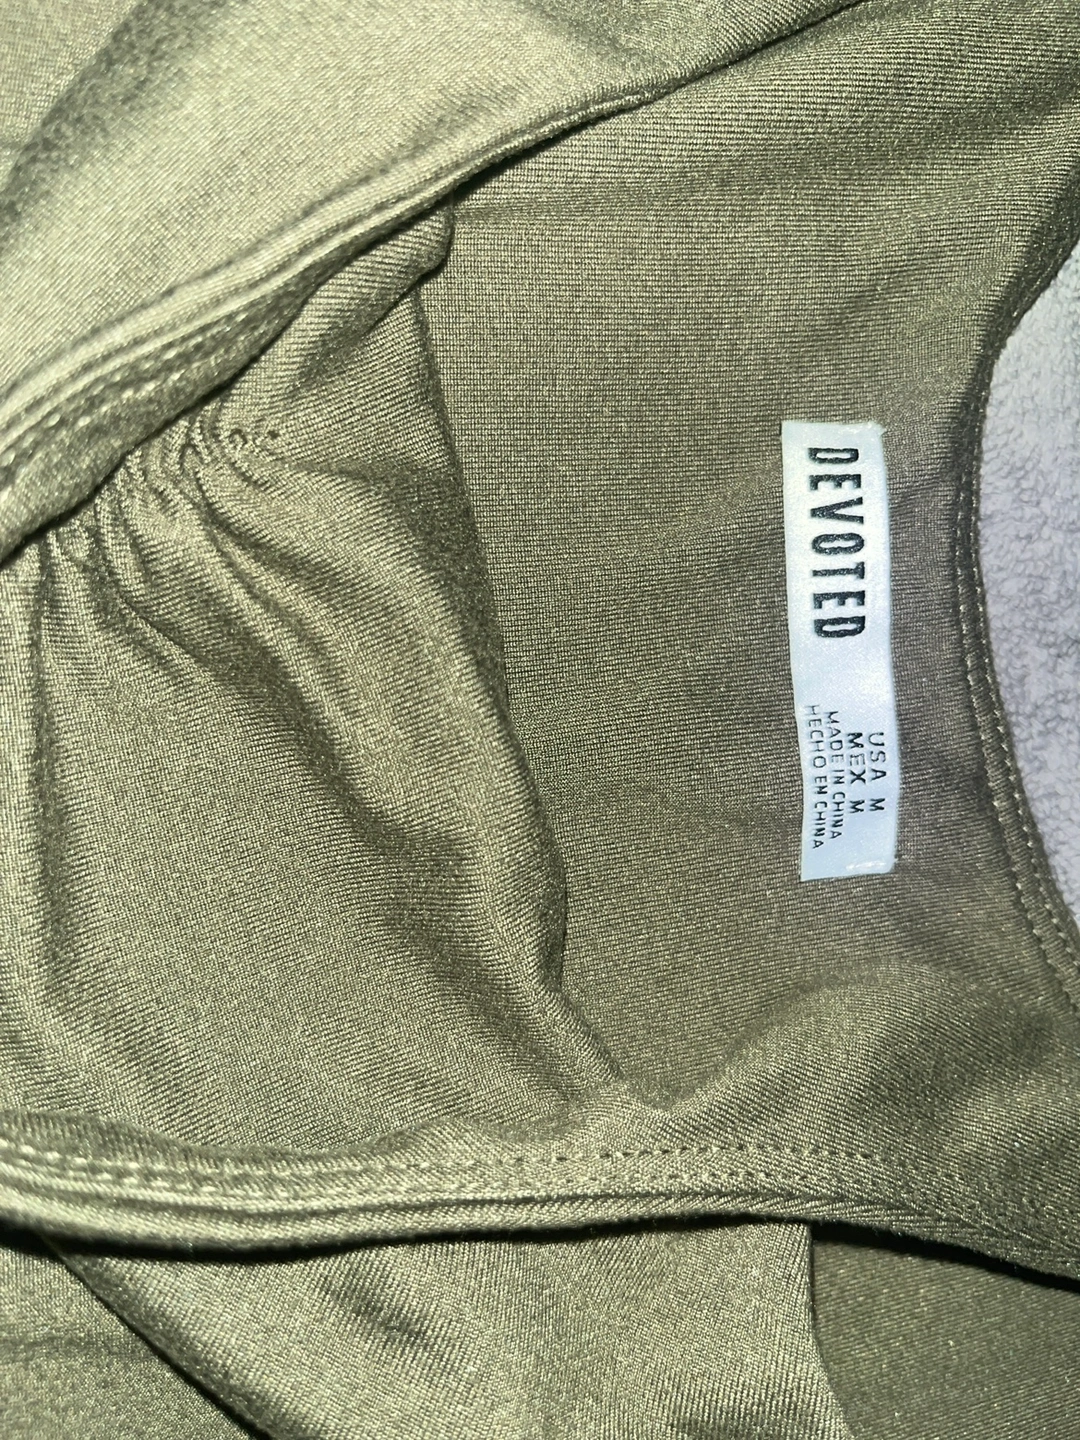 DEVOTED
USA M
MEX M
MADE IN CHINA
HECHO EN CHINA